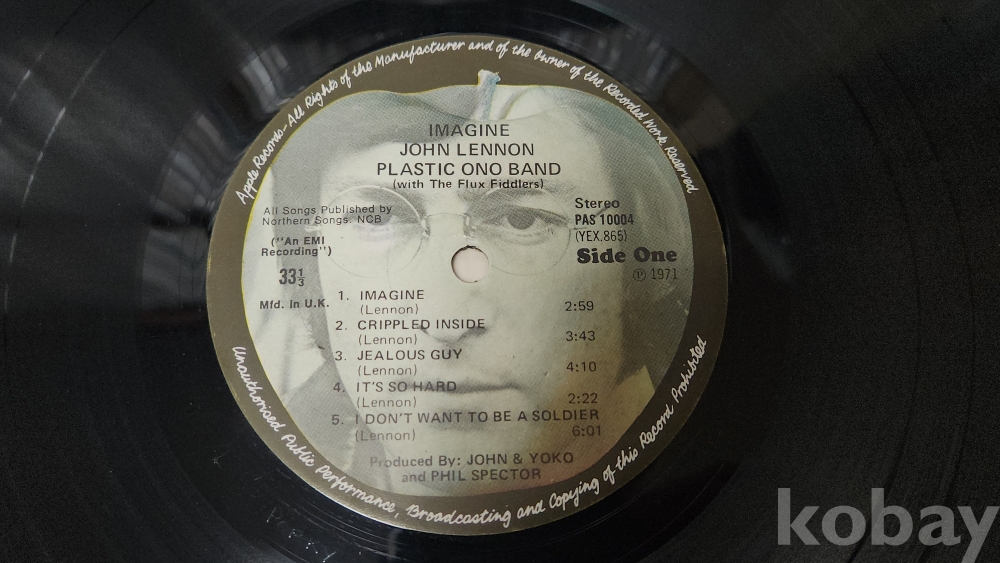 Apple Records-All Rights of the Manufacturer and of the Owner of the Recorded Work Reserved
IMAGINE
JOHN LENNON
PLASTIC ONO BAND
(with The Flux Fiddlers)
All Songs Published by
Northern Songs. NCB
("An EMI
Recording")
33⅓
Mfd. in U.K.
Stereo
PAS 10004
(YEX.865)
Side One
℗ 1971
1. IMAGINE
(Lennon) 2:59
2. CRIPPLED INSIDE
(Lennon) 3:43
3. JEALOUS GUY
(Lennon) 4:10
4. IT'S SO HARD
(Lennon) 2:22
5. I DON'T WANT TO BE A SOLDIER
(Lennon) 6:01
Produced By: JOHN & YOKO
and PHIL SPECTOR
Unauthorised Public Performance, Broadcasting and Copying of this Record Prohibited
kobay